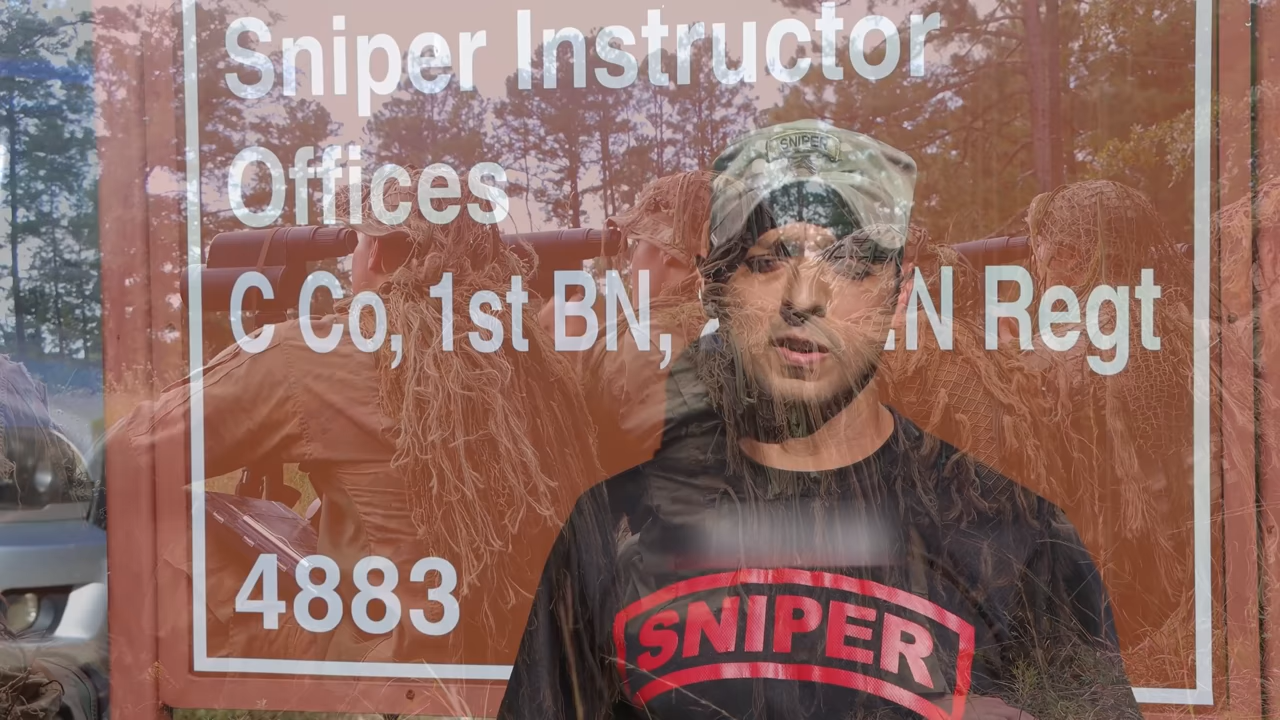 Sniper Instructor
SNIPER
Offices
C Co, 1st BN, N Regt
4883
SNIPER